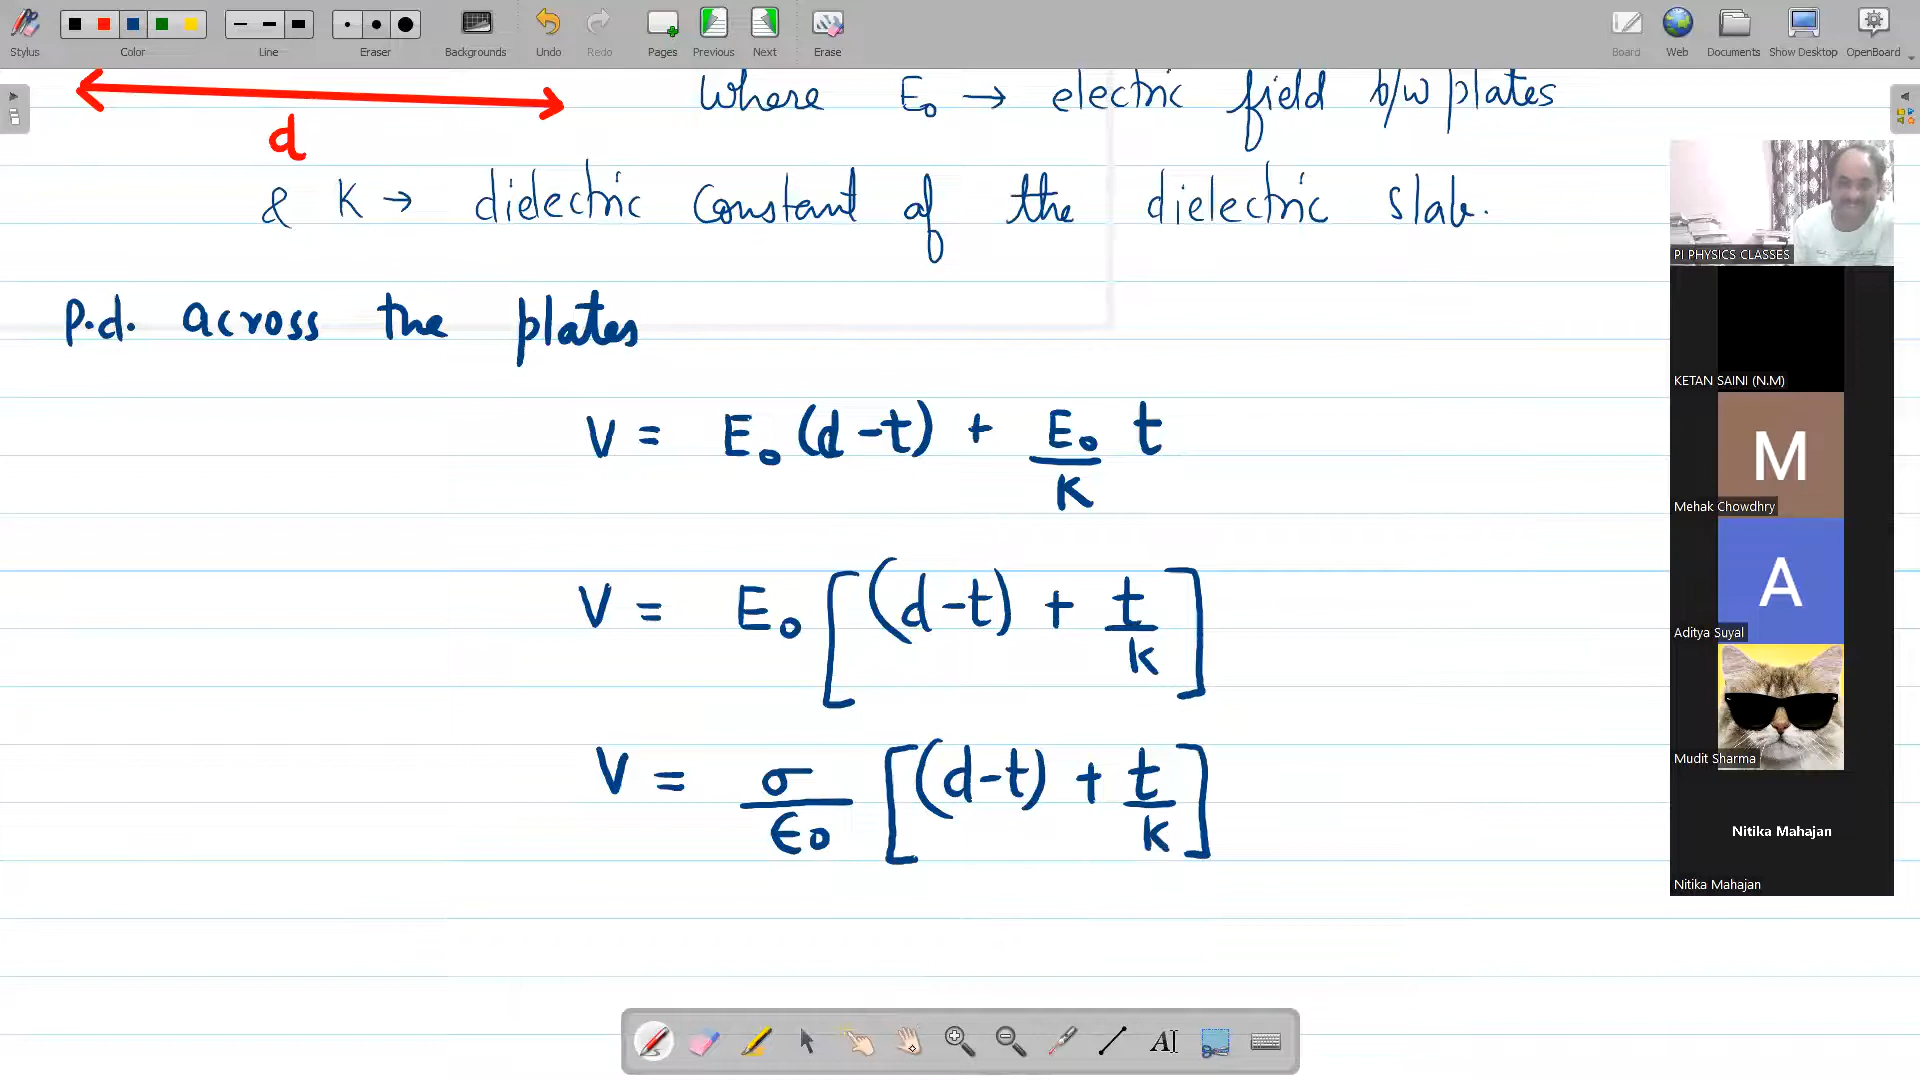 Stylus Color Line Eraser Backgrounds Undo Redo Pages Previous Next Erase Board Web Documents Show Desktop OpenBoard
Where E₀ → electric field b/w plates
d
& K → dielectric constant of the dielectric slab.
P.d. across the plates
V = E₀ (d-t) + E₀/K t
V = E₀ [(d-t) + t/k]
V = σ/ϵ₀ [(d-t) + t/k]
PI PHYSICS CLASSES
KETAN SAINI (N.M)
M
Mehak Chowdhry
A
Aditya Suyal
Mudit Sharma
Nitika Mahajan
Nitika Mahajan